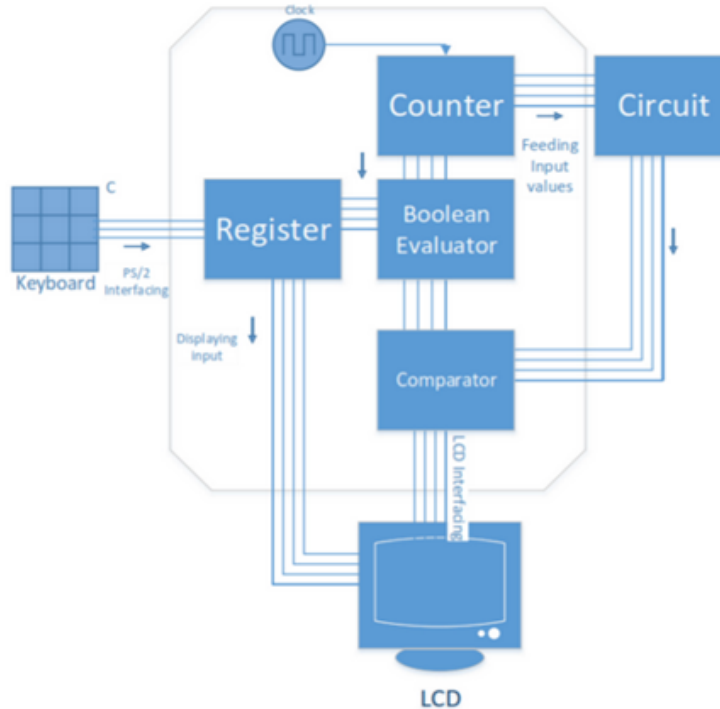 Clock
Counter
Circuit
Feeding
Input
values
C
Register
Boolean
Evaluator
Keyboard
PS/2
Interfacing
Displaying
input
Comparator
LCD Interfacing
LCD